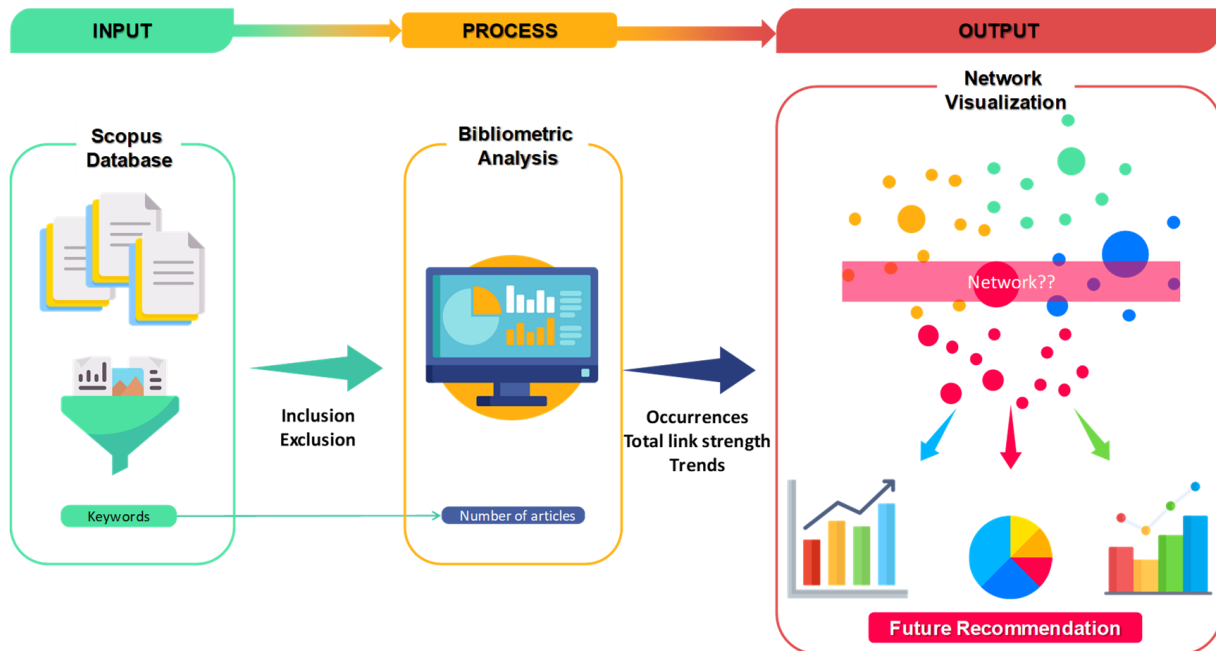 INPUT
PROCESS
OUTPUT
Scopus
Database
Keywords
Inclusion
Exclusion
Bibliometric
Analysis
Number of articles
Occurrences
Total link strength
Trends
Network
Visualization
Network??
Future Recommendation